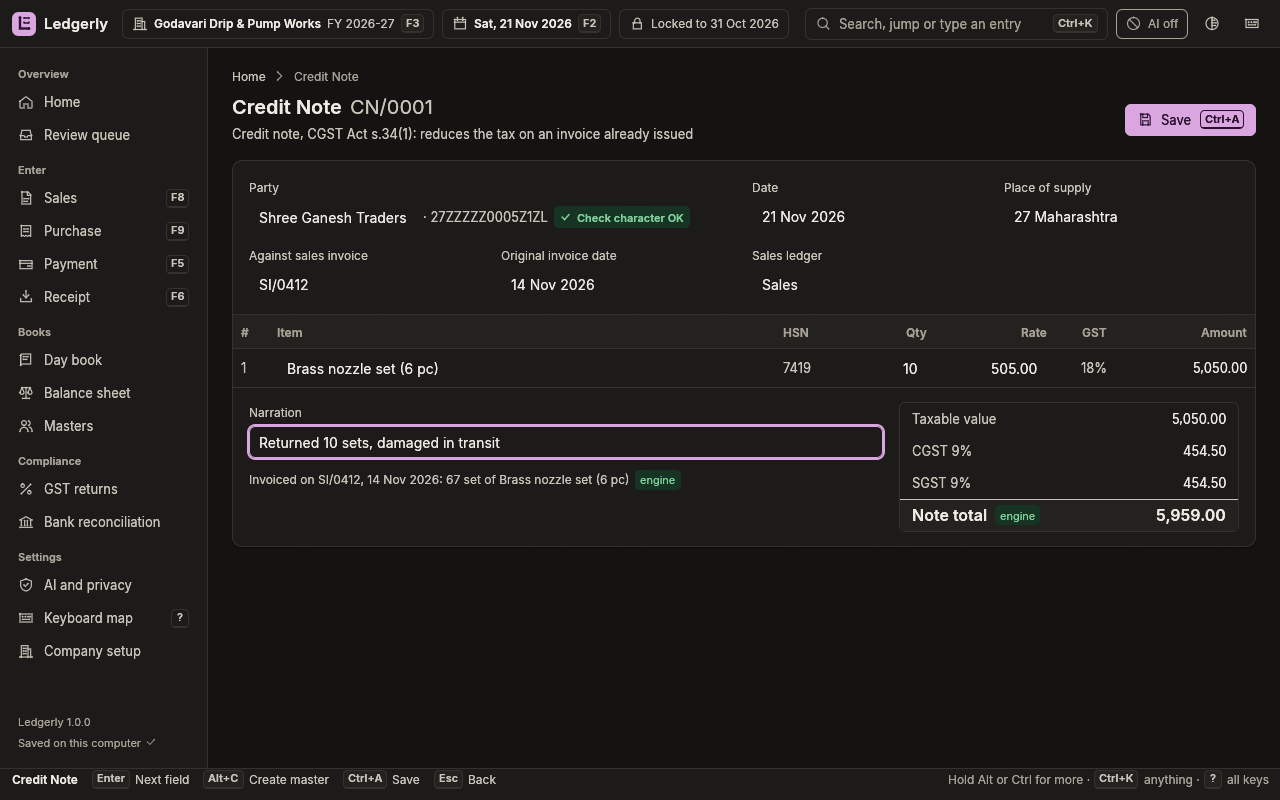 Ledgerly
Godavari Drip & Pump Works FY 2026-27 F3
Sat, 21 Nov 2026 F2
Locked to 31 Oct 2026
Search, jump or type an entry Ctrl+K
AI off
Overview
Home
Review queue
Enter
Sales F8
Purchase F9
Payment F5
Receipt F6
Books
Day book
Balance sheet
Masters
Compliance
GST returns
Bank reconciliation
Settings
AI and privacy
Keyboard map ?
Company setup
Ledgerly 1.0.0
Saved on this computer
Home Credit Note
Credit Note CN/0001
Credit note, CGST Act s.34(1): reduces the tax on an invoice already issued
Save Ctrl+A
Party Date Place of supply
Shree Ganesh Traders · 27ZZZZZ0005Z1ZL Check character OK 21 Nov 2026 27 Maharashtra
Against sales invoice Original invoice date Sales ledger
SI/0412 14 Nov 2026 Sales
# Item HSN Qty Rate GST Amount
1 Brass nozzle set (6 pc) 7419 10 505.00 18% 5,050.00
Narration
Returned 10 sets, damaged in transit
Invoiced on SI/0412, 14 Nov 2026: 67 set of Brass nozzle set (6 pc) engine
Taxable value 5,050.00
CGST 9% 454.50
SGST 9% 454.50
Note total engine 5,959.00
Credit Note Enter Next field Alt+C Create master Ctrl+A Save Esc Back
Hold Alt or Ctrl for more · Ctrl+K anything · ? all keys